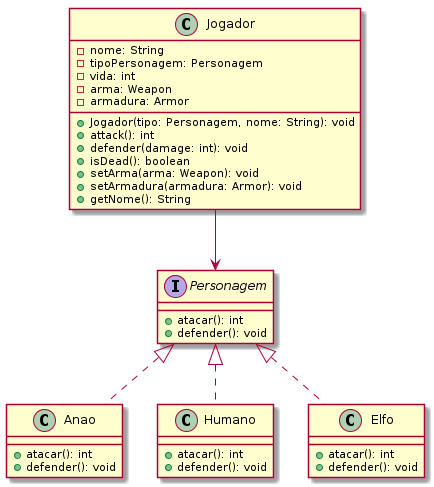 C Jogador
nome: String
tipoPersonagem: Personagem
vida: int
arma: Weapon
armadura: Armor
Jogador(tipo: Personagem, nome: String): void
attack(): int
defender(damage: int): void
isDead(): boolean
setArma(arma: Weapon): void
setArmadura(armadura: Armor): void
getNome(): String
I Personagem
atacar(): int
defender(): void
C Anao
atacar(): int
defender(): void
C Humano
atacar(): int
defender(): void
C Elfo
atacar(): int
defender(): void